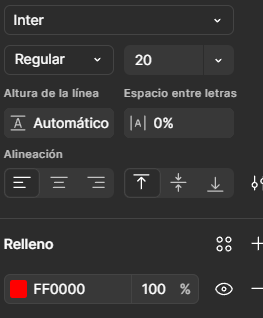 Inter
Regular 20
Altura de la línea Espacio entre letras
Automático 0%
Alineación
Relleno
FF0000 100 %